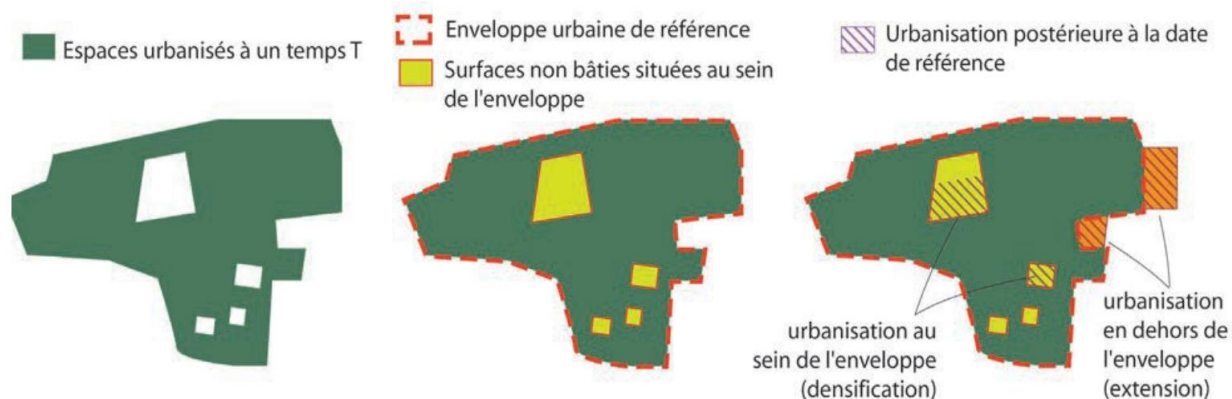 Espaces urbanisés à un temps T
Enveloppe urbaine de référence
Surfaces non bâties situées au sein
de l'enveloppe
Urbanisation postérieure à la date
de référence
urbanisation au
sein de l'enveloppe
(densification)
urbanisation
en dehors de
l'enveloppe
(extension)